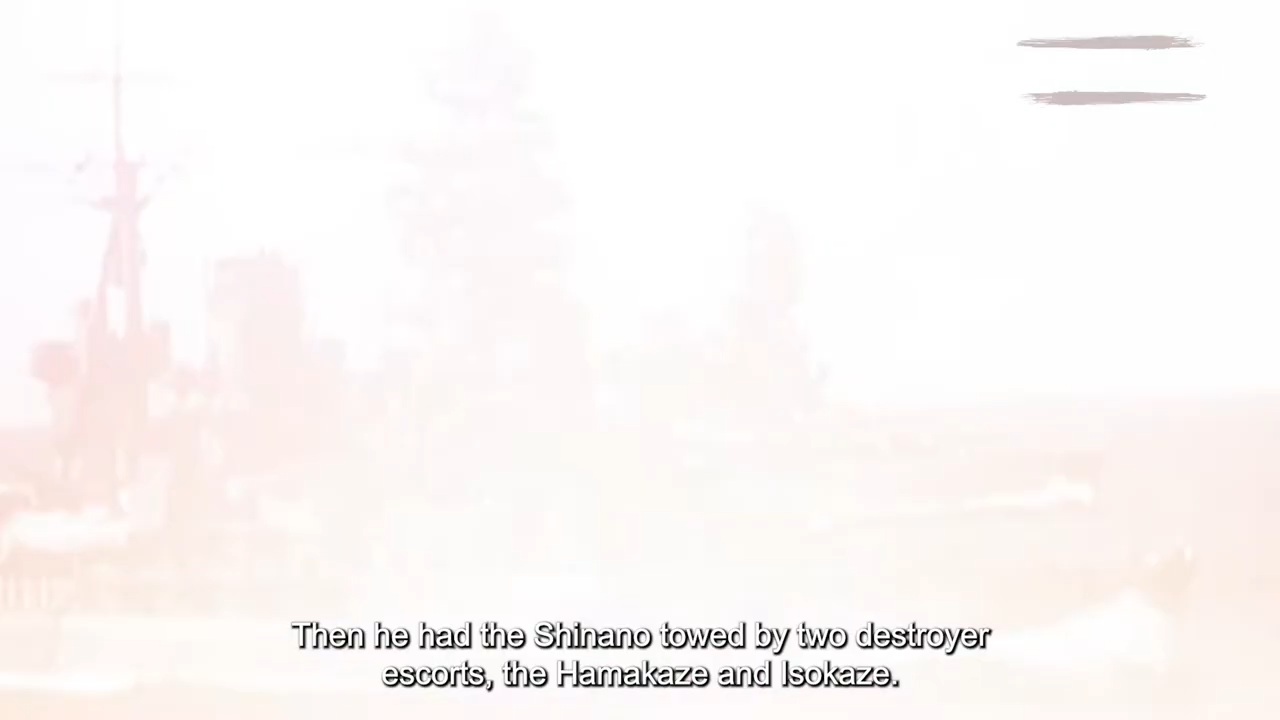 Then he had the Shinano towed by two destroyer
escorts, the Hamakaze and Isokaze.